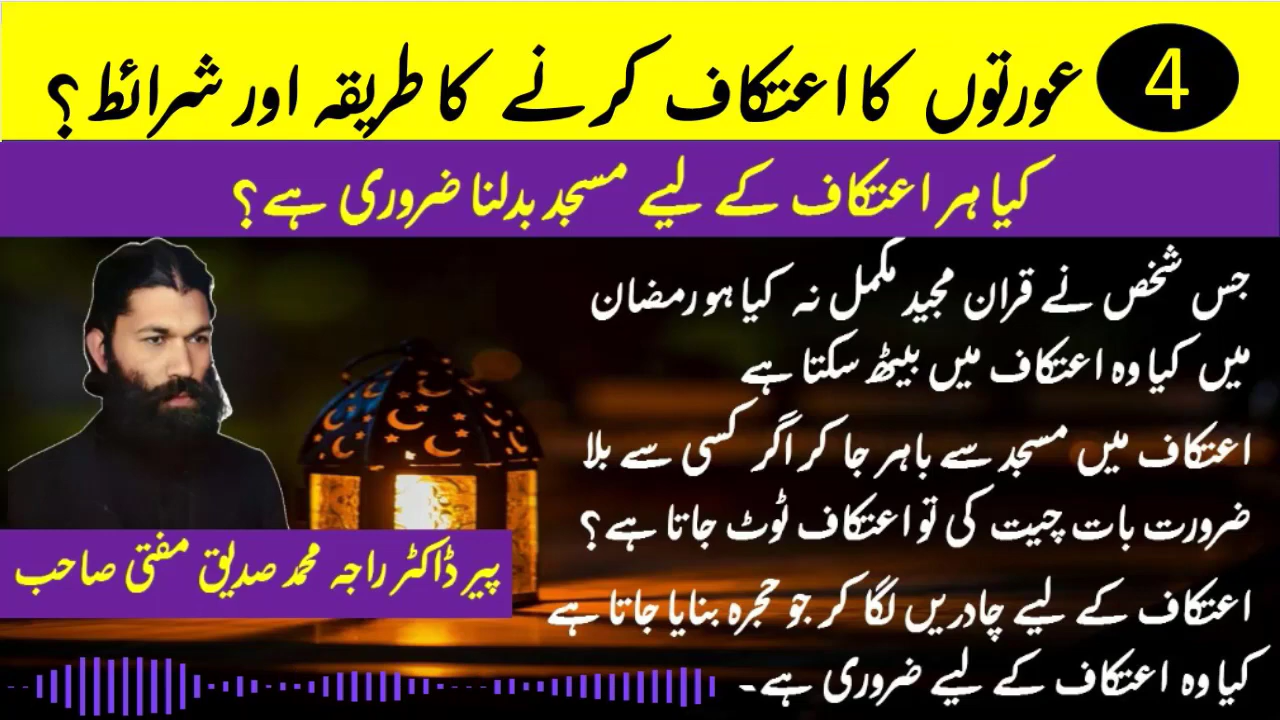 4
عورتوں کا اعتکاف کرنے کا طریقہ اور شرائط؟
کیا ہر اعتکاف کے لیے مسجد بدلنا ضروری ہے؟
جس شخص نے قران مجید مکمل نہ کیا ہو رمضان
میں کیا وہ اعتکاف میں بیٹھ سکتا ہے
اعتکاف میں مسجد سے باہر جا کر اگر کسی سے بلا
ضرورت بات چیت کی تو اعتکاف ٹوٹ جاتا ہے؟
اعتکاف کے لیے چادریں لگا کر جو حجرہ بنایا جاتا ہے
کیا وہ اعتکاف کے لیے ضروری ہے۔
پیر ڈاکٹر راجہ محمد صدیق مفتی صاحب